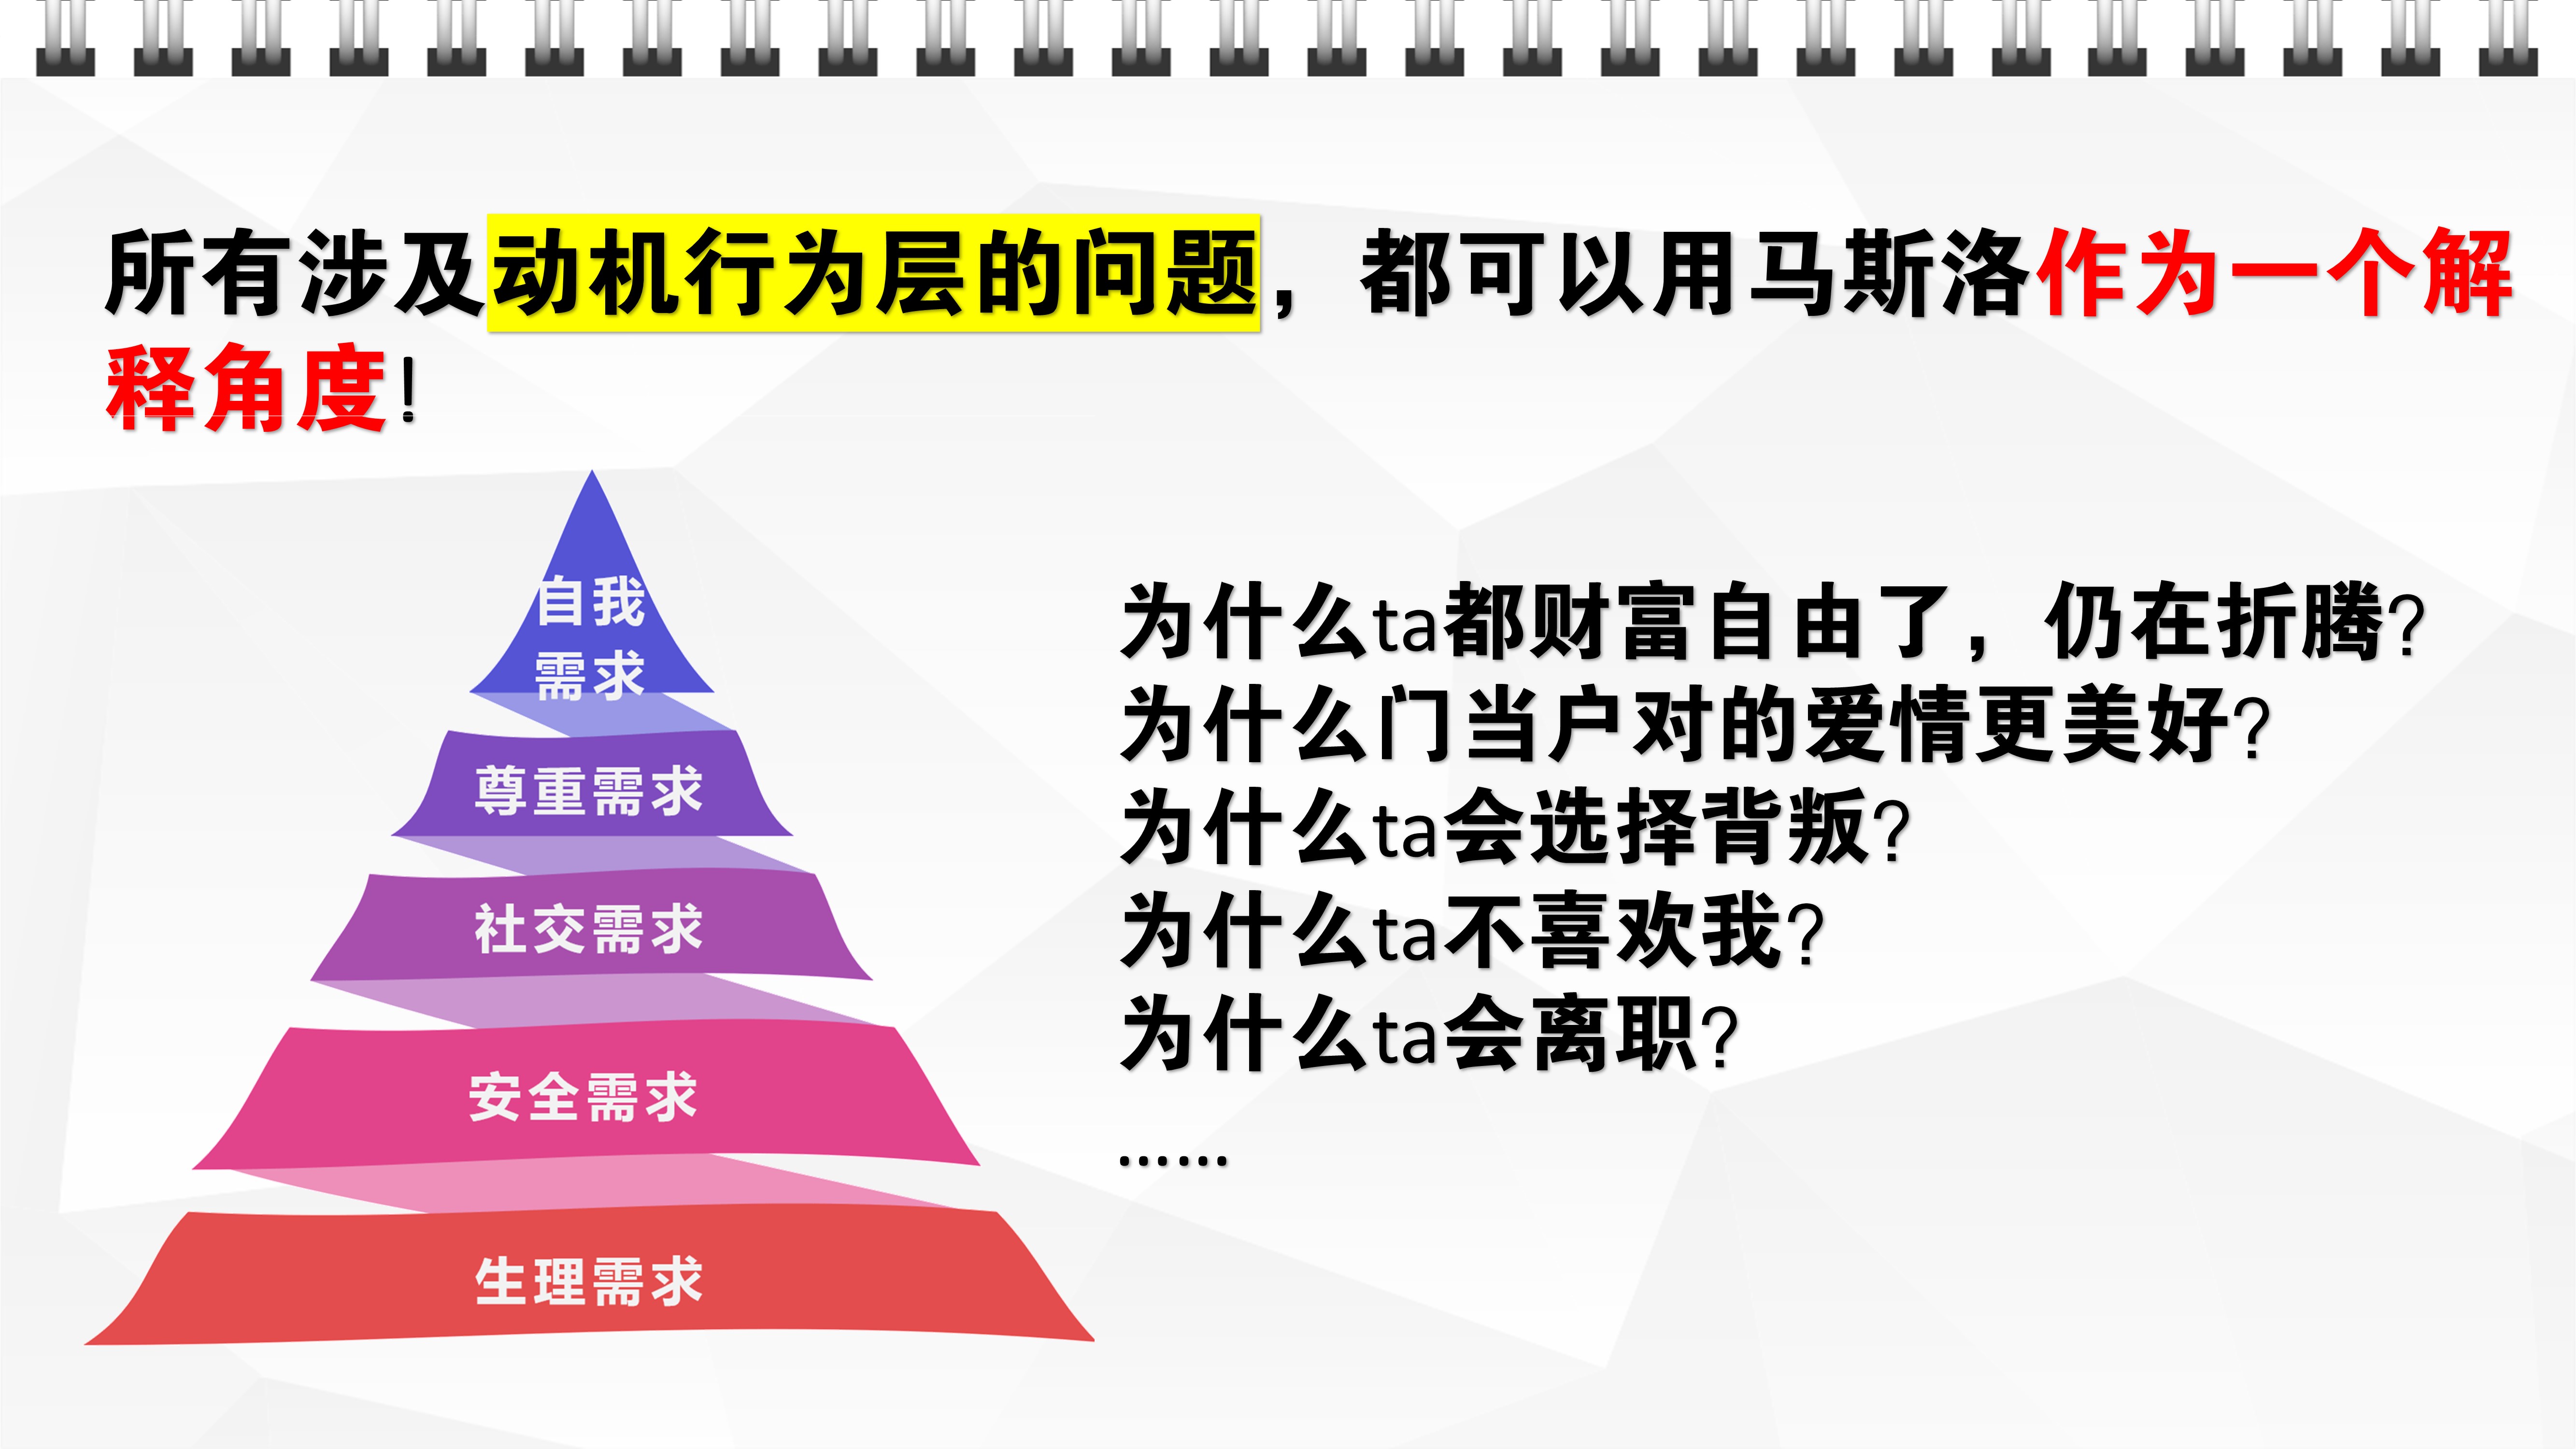 所有涉及动机行为层的问题，都可以用马斯洛作为一个解
释角度!
自我
需求
尊重需求
社交需求
安全需求
生理需求
为什么ta都财富自由了，仍在折腾?
为什么门当户对的爱情更美好?
为什么ta会选择背叛?
为什么ta不喜欢我?
为什么ta会离职?
……